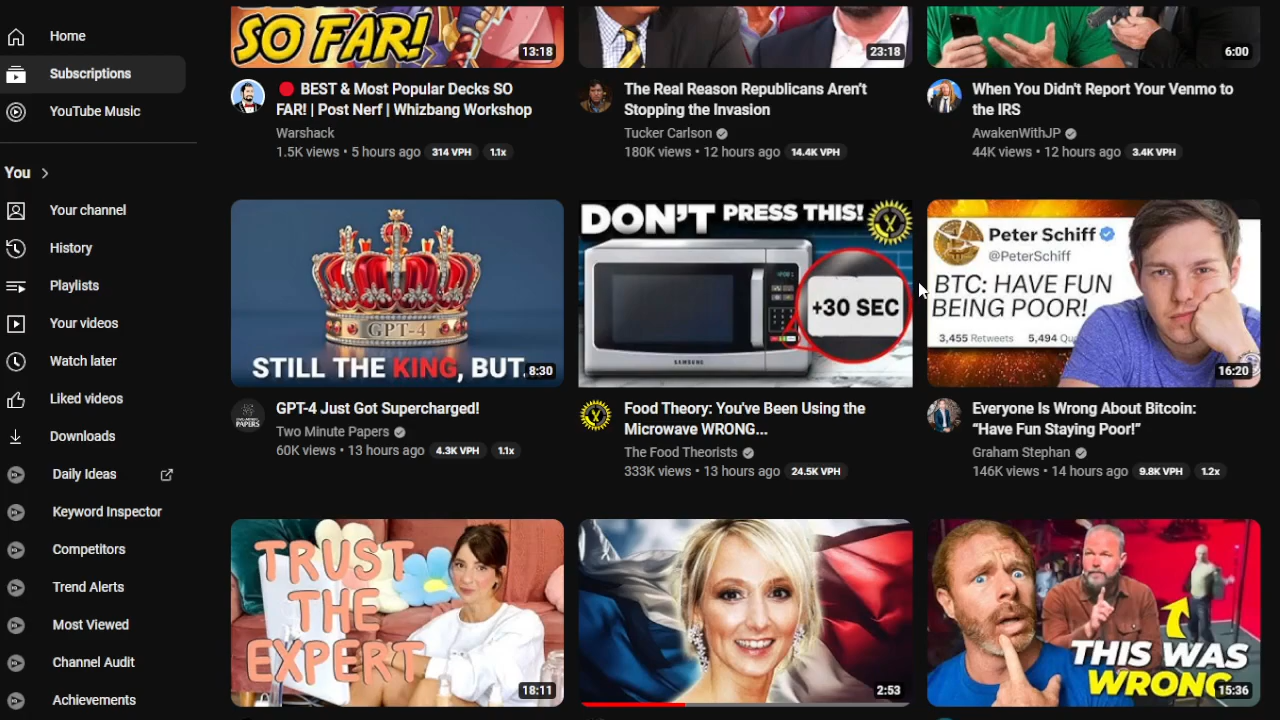 Home
Subscriptions
YouTube Music
You
Your channel
History
Playlists
Your videos
Watch later
Liked videos
Downloads
Daily Ideas
Keyword Inspector
Competitors
Trend Alerts
Most Viewed
Channel Audit
Achievements
SO FAR!
13:18
BEST & Most Popular Decks SO
FAR! | Post Nerf | Whizbang Workshop
Warshack
1.5K views • 5 hours ago 314 VPH 1.1x
23:18
The Real Reason Republicans Aren't
Stopping the Invasion
Tucker Carlson
180K views • 12 hours ago 14.4K VPH
6:00
When You Didn't Report Your Venmo to
the IRS
AwakenWithJP
44K views • 12 hours ago 3.4K VPH
GPT-4
STILL THE KING, BUT.
8:30
PAPERS
GPT-4 Just Got Supercharged!
Two Minute Papers
60K views • 13 hours ago 4.3K VPH 1.1x
DON'T PRESS THIS!
+30 SEC
SAMSUNG
Food Theory: You've Been Using the
Microwave WRONG...
The Food Theorists
333K views • 13 hours ago 24.5K VPH
Peter Schiff
@PeterSchiff
BTC: HAVE FUN
BEING POOR!
3,455 Retweets 5,494 Qu
16:20
Everyone Is Wrong About Bitcoin:
“Have Fun Staying Poor!”
Graham Stephan
146K views • 14 hours ago 9.8K VPH 1.2x
TRUST
THE
EXPERT
18:11
2:53
THIS WAS
WRONG
15:36